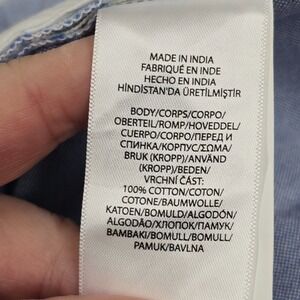 MADE IN INDIA
FABRIQUÉ EN INDE
HECHO EN INDIA
HİNDİSTAN'DA ÜRETİLMİŞTİR
BODY/CORPS/CORPO/
OBERTEIL/ROMP/HOVEDDEL/
CUERPO/CORPO/ПЕРЕД И
СПИНКА/KORPUS/ΣΩΜΑ/
BRUK (KROPP)/ANVÄND
(KROPP)/BEDEN/
VRCHNÍ ČÁST:
100% COTTON/COTON/
COTONE/BAUMWOLLE/
KATOEN/BOMULD/ALGODÓN/
ALGODÃO/ХЛОПОК/ПАМУК/
BAMBAKI/BOMULL/BOMULL/
PAMUK/BAVLNA